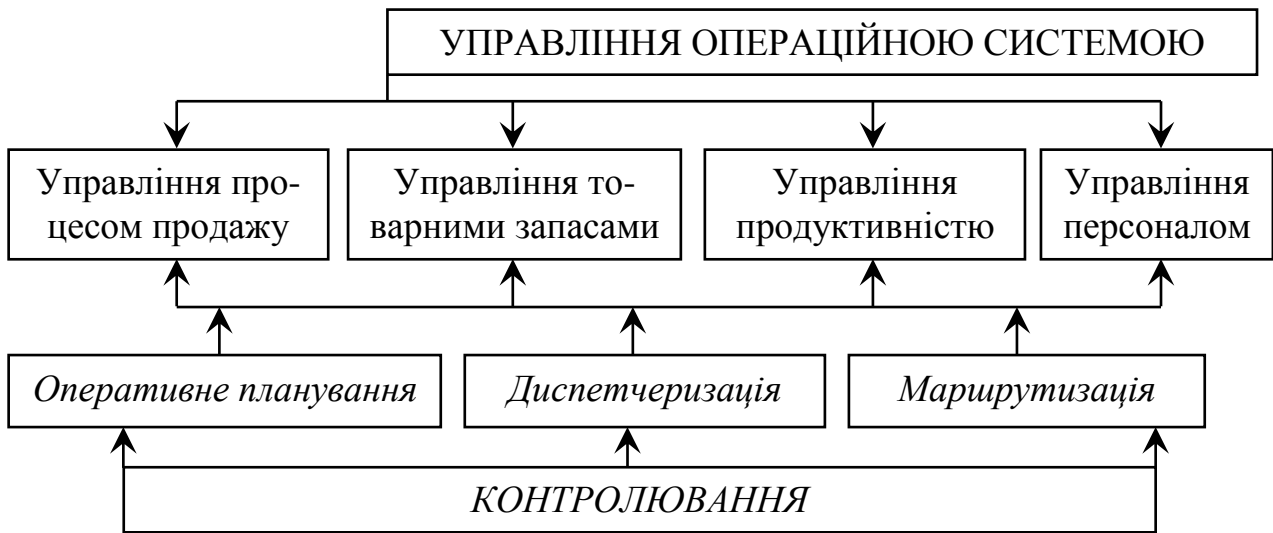 УПРАВЛІННЯ ОПЕРАЦІЙНОЮ СИСТЕМОЮ
Управління про-
цесом продажу
Управління то-
варними запасами
Управління
продуктивністю
Управління
персоналом
Оперативне планування
Диспетчеризація
Маршрутизація
КОНТРОЛЮВАННЯ